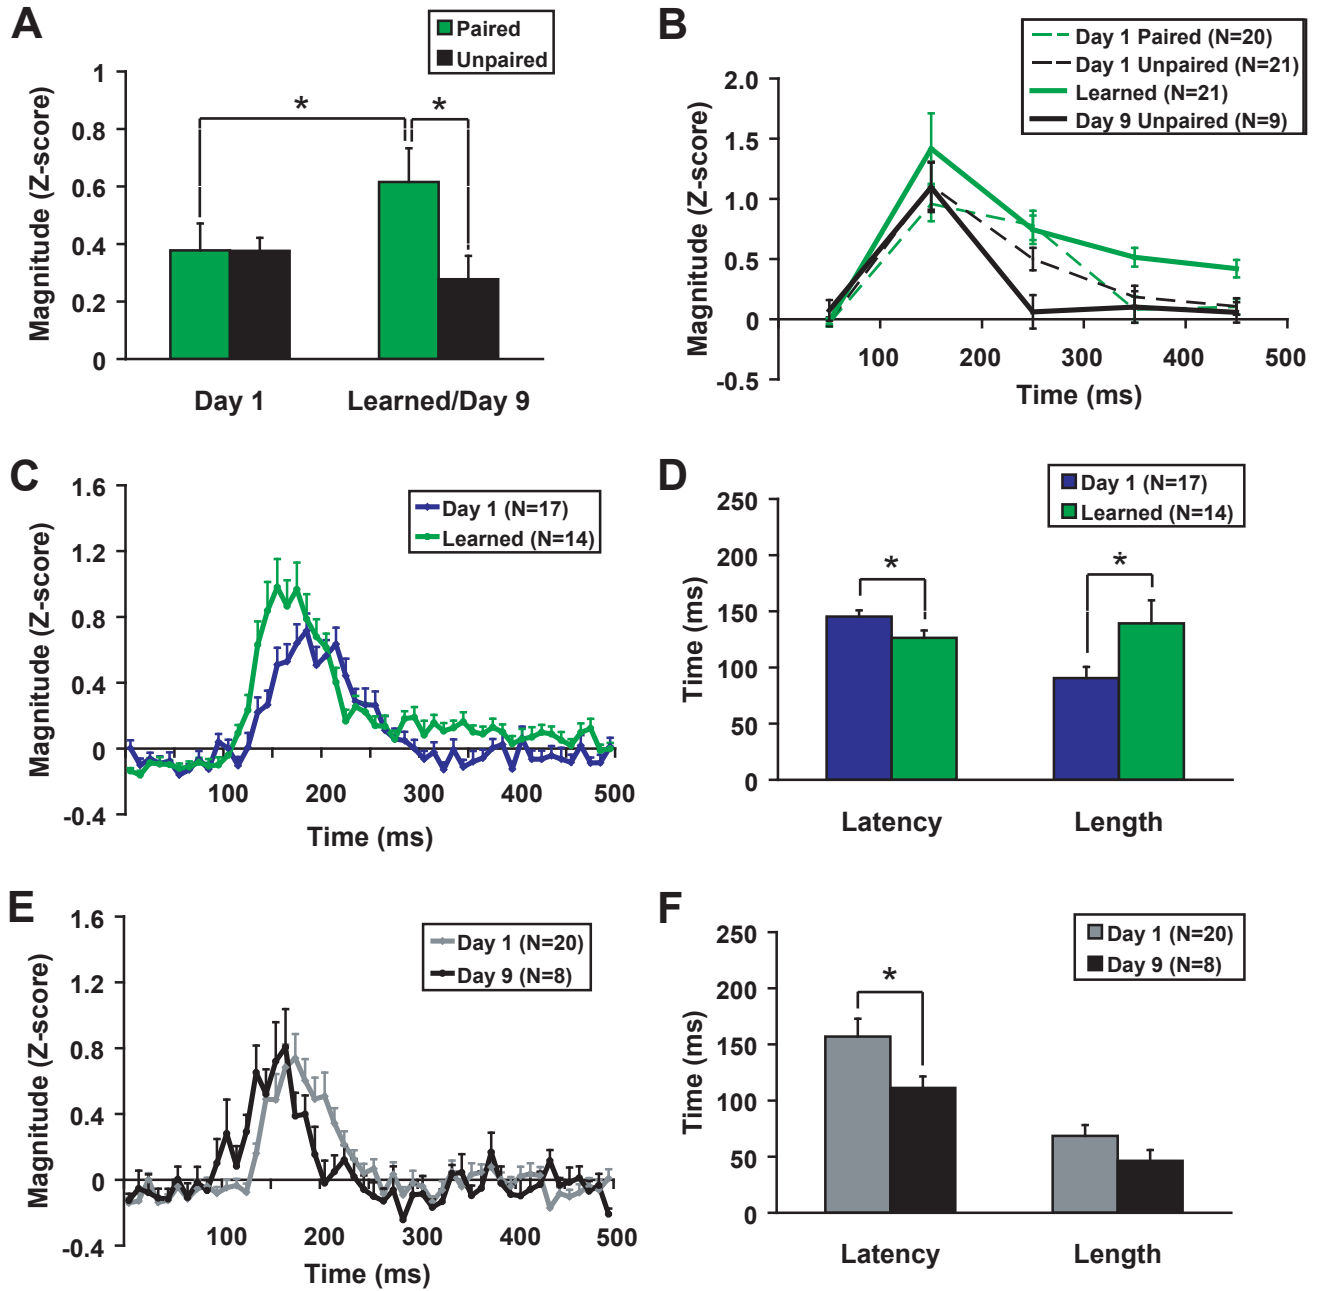 A
Paired
Unpaired
1
0.8
0.6
0.4
0.2
0
Magnitude (Z-score)
*
*
Day 1
Learned/Day 9
B
Day 1 Paired (N=20)
Day 1 Unpaired (N=21)
Learned (N=21)
Day 9 Unpaired (N=9)
2.0
1.5
1.0
0.5
0
-0.5
Magnitude (Z-score)
100 200 300 400 500
Time (ms)
C
Day 1 (N=17)
Learned (N=14)
1.6
1.2
0.8
0.4
0
-0.4
Magnitude (Z-score)
100 200 300 400 500
Time (ms)
D
Day 1 (N=17)
Learned (N=14)
250
200
150
100
50
0
Time (ms)
*
*
Latency
Length
E
Day 1 (N=20)
Day 9 (N=8)
1.6
1.2
0.8
0.4
0
-0.4
Magnitude (Z-score)
100 200 300 400 500
Time (ms)
F
Day 1 (N=20)
Day 9 (N=8)
250
200
150
100
50
0
Time (ms)
*
Latency
Length